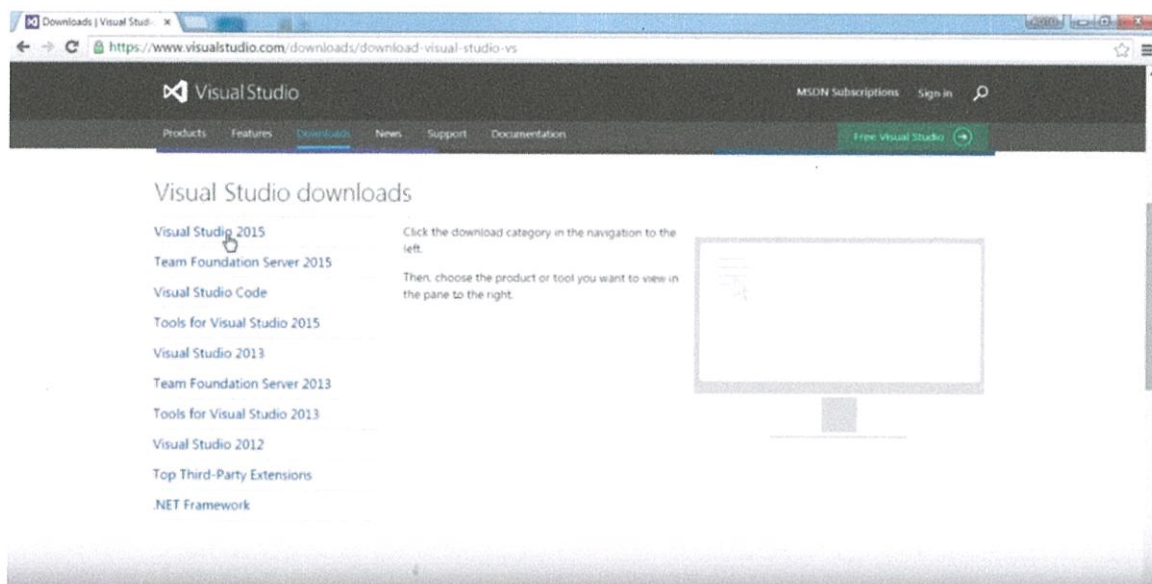 Downloads | Visual Stud
https://www.visualstudio.com/downloads/download-visual-studio-vs
Visual Studio
MSDN Subscriptions Sign in
Products Features Downloads News Support Documentation
Free Visual Studio
Visual Studio downloads
Visual Studio 2015
Team Foundation Server 2015
Visual Studio Code
Tools for Visual Studio 2015
Visual Studio 2013
Team Foundation Server 2013
Tools for Visual Studio 2013
Visual Studio 2012
Top Third-Party Extensions
.NET Framework
Click the download category in the navigation to the
left.
Then, choose the product or tool you want to view in
the pane to the right.